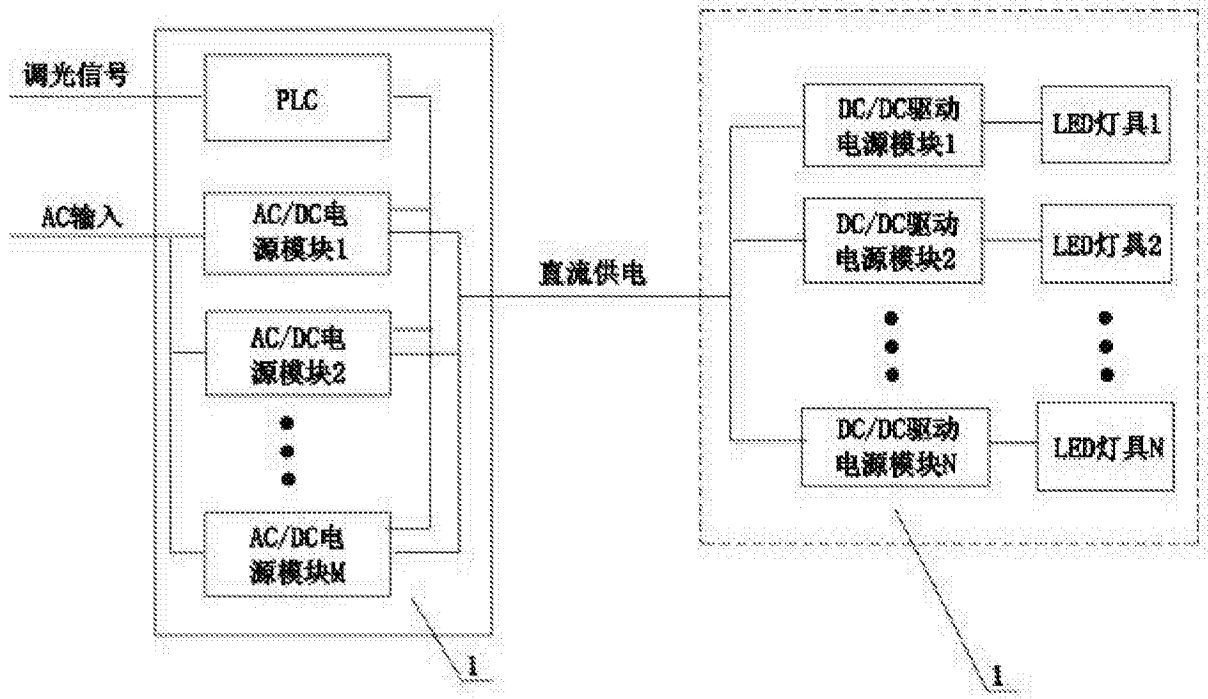 调光信号
PLC
AC输入
AC/DC电
源模块1
AC/DC电
源模块2
AC/DC电
源模块M
1
直流供电
DC/DC驱动
电源模块1
LED灯具1
DC/DC驱动
电源模块2
LED灯具2
DC/DC驱动
电源模块N
LED灯具N
1